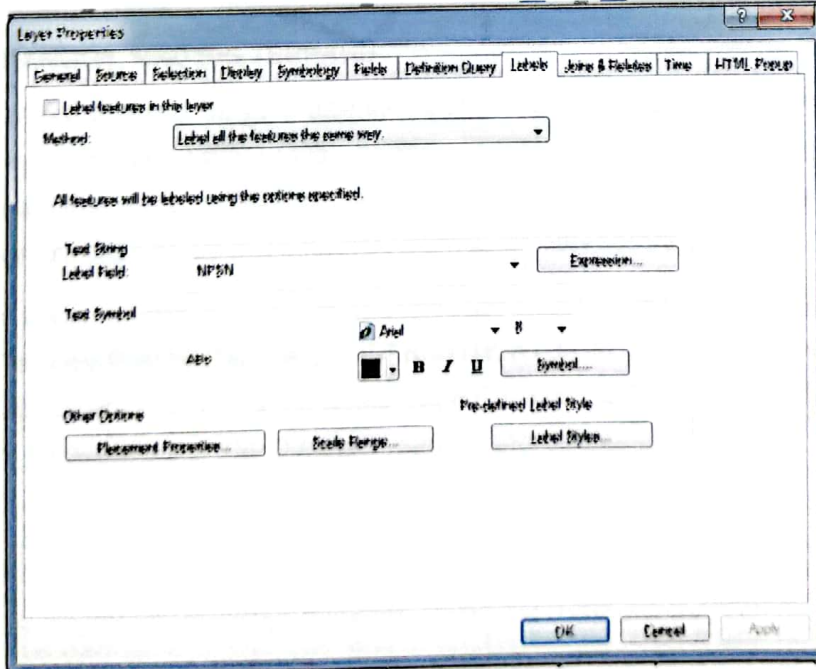 Layer Properties
General Source Selection Display Symbology Fields Definition Query Labels Joins & Relates Time HTML Popup
Label features in this layer
Method: Label all the features the same way.
All features will be labeled using the options specified.
Text String
Label Field: NPSN Expression...
Text Symbol
Arial 8
B I U Symbol...
Other Options Pre-defined Label Style
Placement Properties... Scale Range... Label Styles...
OK Cancel Apply